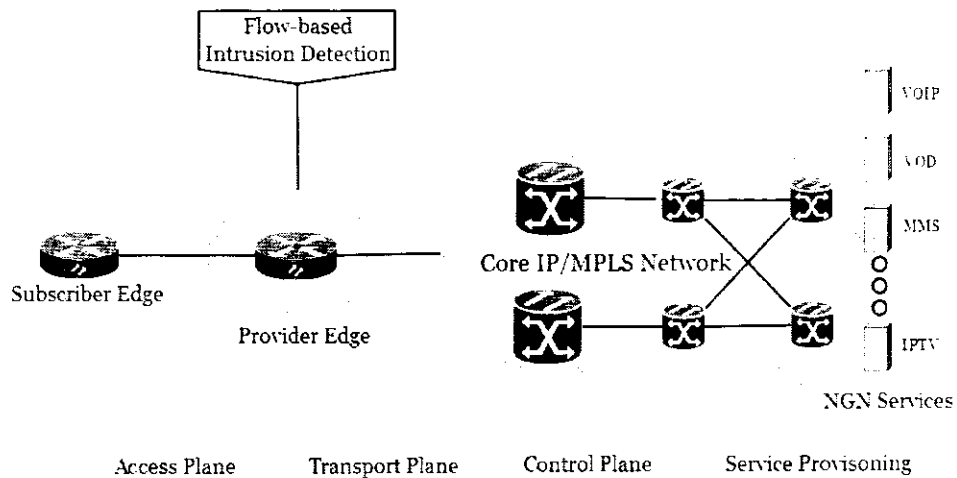 Flow-based
Intrusion Detection
VOIP
VOD
MMS
Core IP/MPLS Network
Subscriber Edge
Provider Edge
IPTV
NGN Services
Access Plane
Transport Plane
Control Plane
Service Provisoning